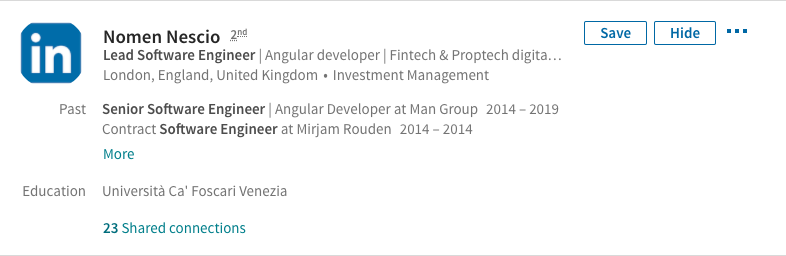 in
Nomen Nescio 2nd
Save
Hide
Lead Software Engineer | Angular developer | Fintech & Proptech digita…
London, England, United Kingdom • Investment Management
Past Senior Software Engineer | Angular Developer at Man Group 2014 – 2019
Contract Software Engineer at Mirjam Rouden 2014 – 2014
More
Education Università Ca' Foscari Venezia
23 Shared connections